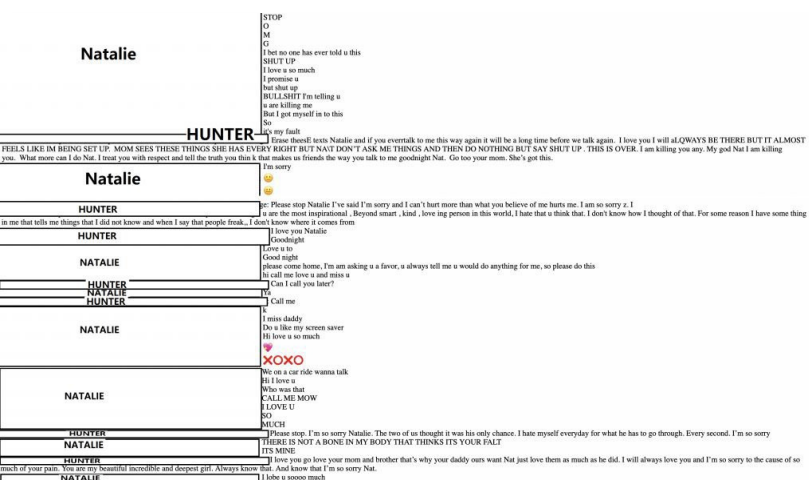 Natalie
STOP
O
M
G
I bet no one has ever told u this
SHUT UP
I love u so much
I promise u
but shut up
BULLSHIT I'm telling u
u are killing me
But I got myself in to this
So
it's my fault
HUNTER
Erase theesE texts Natalie and if you everrtalk to me this way again it will be a long time before we talk again. I love you I will aLQWAYS BE THERE BUT IT ALMOST
FEELS LIKE IM BEING SET UP. MOM SEES THESE THINGS SHE HAS EVERY RIGHT BUT NAT DON'T ASK ME THINGS AND THEN DO NOTHING BUT SAY SHUT UP . THIS IS OVER. I am killing you any. My god Nat I am killing
you. What more can I do Nat. I treat you with respect and tell the truth you thin k that makes us friends the way you talk to me goodnight Nat. Go too your mom. She's got this.
Natalie
I'm sorry
HUNTER
e: Please stop Natalie I've said I'm sorry and I can't hurt more than what you believe of me hurts me. I am so sorry z. I
u are the most inspirational , Beyond smart , kind , love ing person in this world, I hate that u think that. I don't know how I thought of that. For some reason I have some thing
in me that tells me things that I did not know and when I say that people freak,, I don't know where it comes from
HUNTER
I love you Natalie
Goodnight
NATALIE
Love u to
Good night
please come home, I'm asking u a favor, u always tell me u would do anything for me, so please do this
hi call me love u and miss u
HUNTER
Can I call you later?
NATALIE
Ya
HUNTER
Call me
NATALIE
k
I miss daddy
Do u like my screen saver
Hi love u so much
XOXO
NATALIE
We on a car ride wanna talk
Hi I love u
Who was that
CALL ME MOW
I LOVE U
SO
MUCH
HUNTER
Please stop. I'm so sorry Natalie. The two of us thought it was his only chance. I hate myself everyday for what he has to go through. Every second. I'm so sorry
NATALIE
THERE IS NOT A BONE IN MY BODY THAT THINKS ITS YOUR FALT
ITS MINE
HUNTER
I love you go love your mom and brother that's why your daddy ours want Nat just love them as much as he did. I will always love you and I'm so sorry to the cause of so
much of your pain. You are my beautiful incredible and deepest girl. Always know that. And know that I'm so sorry Nat.
NATALIE
I lobe u soooo much